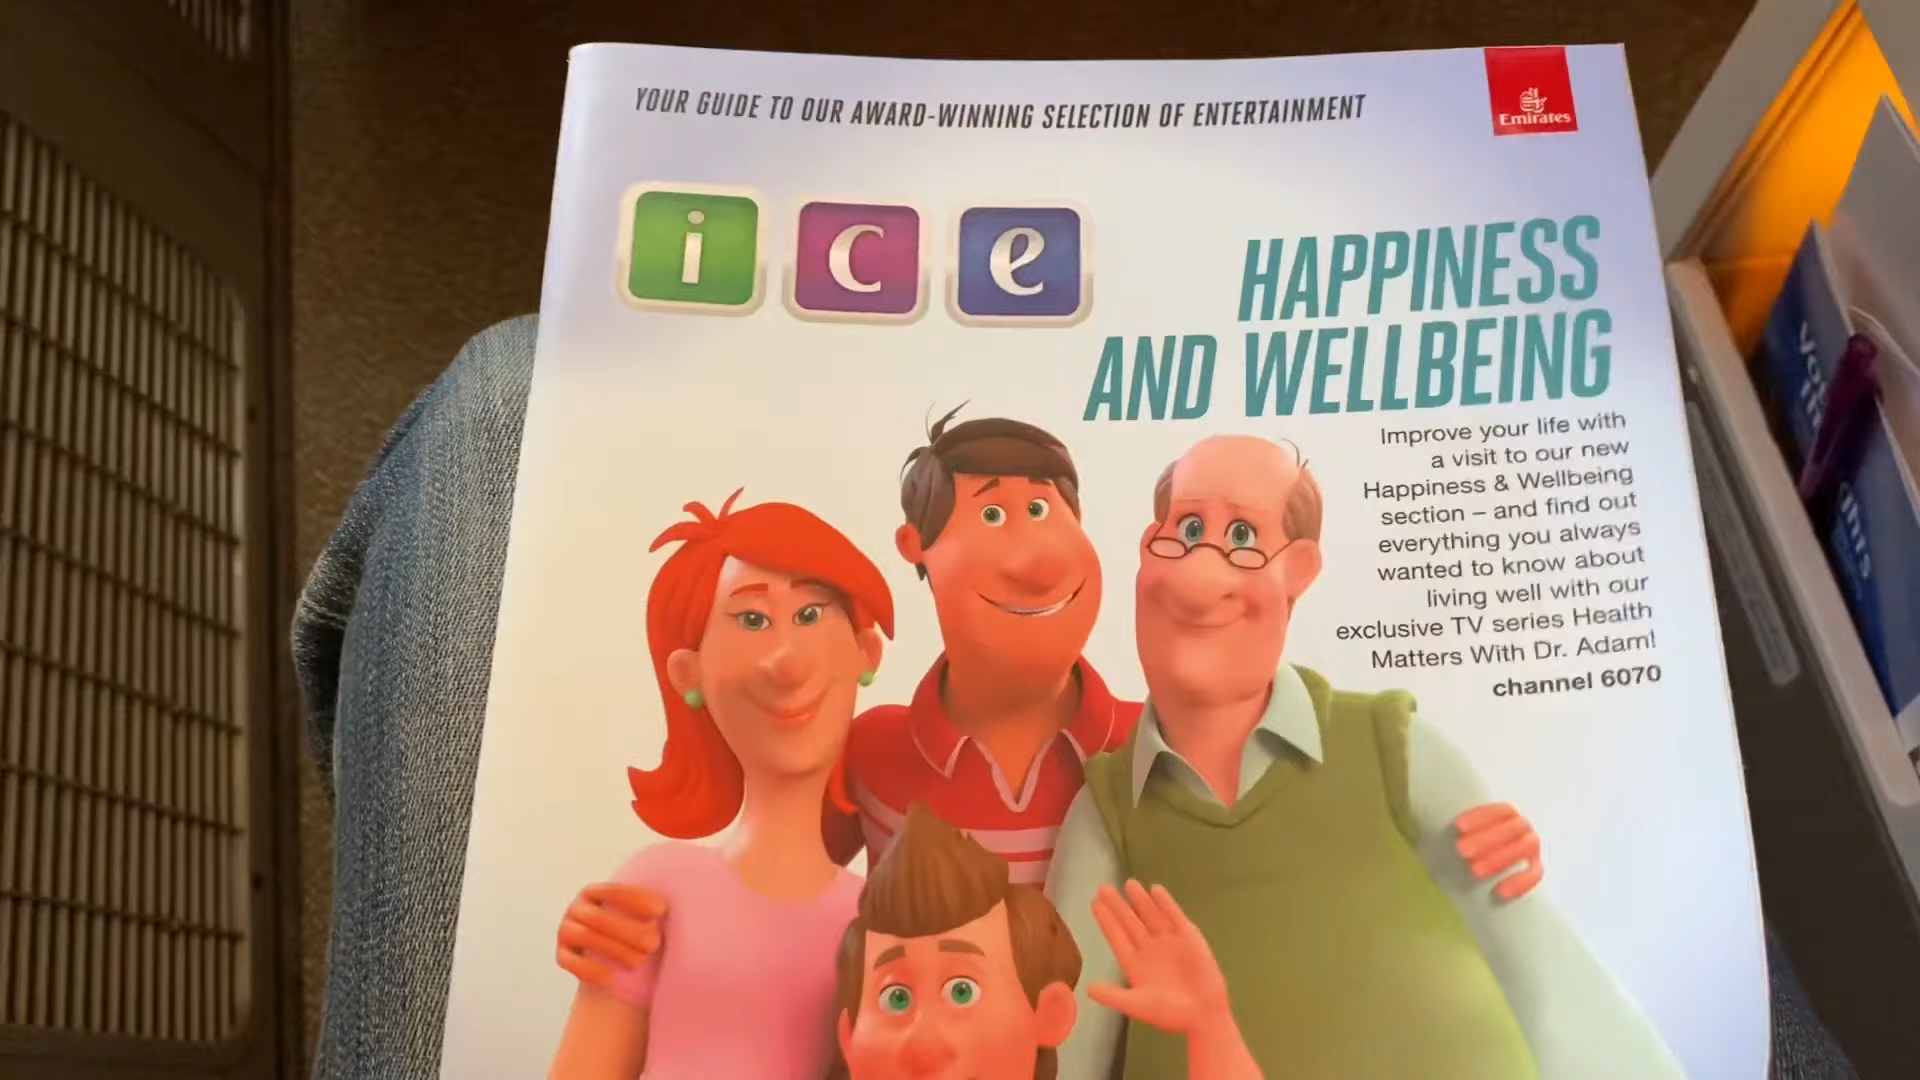 YOUR GUIDE TO OUR AWARD-WINNING SELECTION OF ENTERTAINMENT
Emirates
ice
HAPPINESS
AND WELLBEING
Improve your life with
a visit to our new
Happiness & Wellbeing
section – and find out
everything you always
wanted to know about
living well with our
exclusive TV series Health
Matters With Dr. Adam!
channel 6070